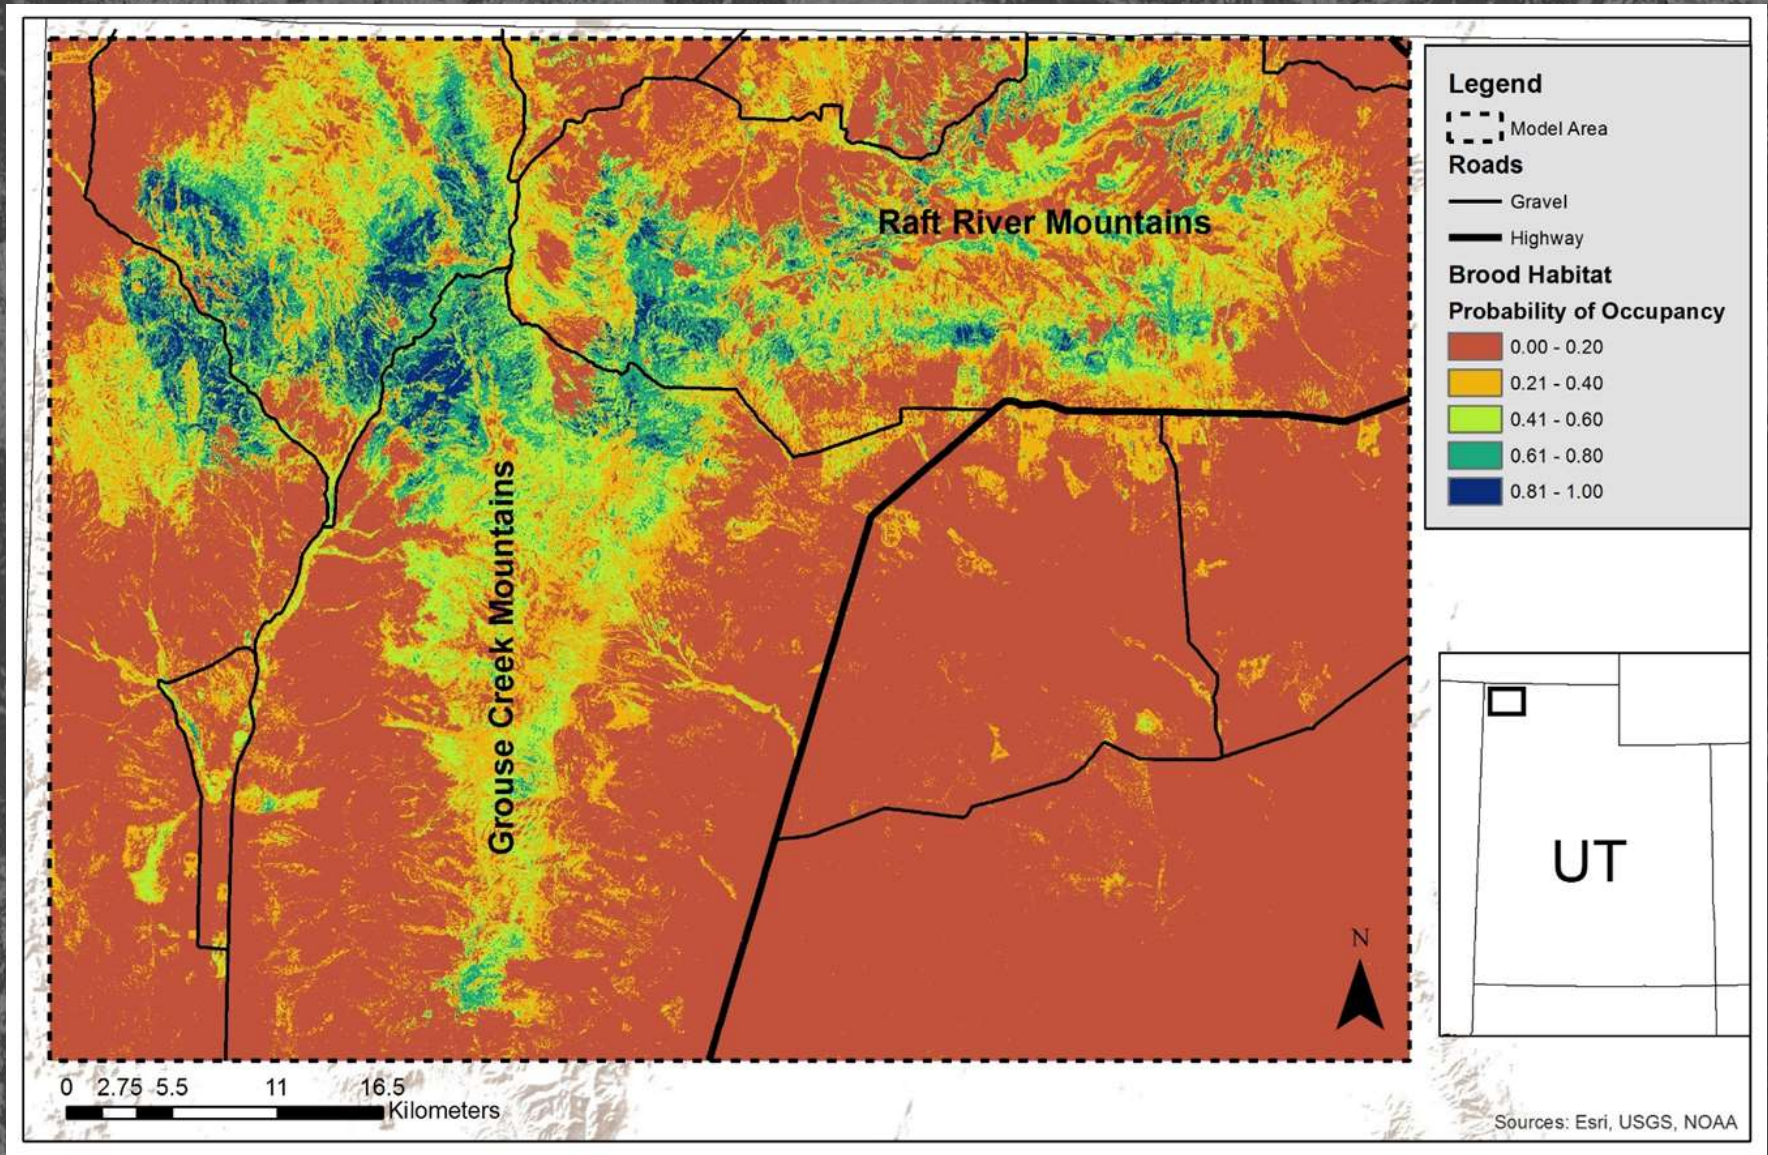 Raft River Mountains
Grouse Creek Mountains
N
0 2.75 5.5 11 16.5
Kilometers
Legend
Model Area
Roads
Gravel
Highway
Brood Habitat
Probability of Occupancy
0.00 - 0.20
0.21 - 0.40
0.41 - 0.60
0.61 - 0.80
0.81 - 1.00
UT
Sources: Esri, USGS, NOAA